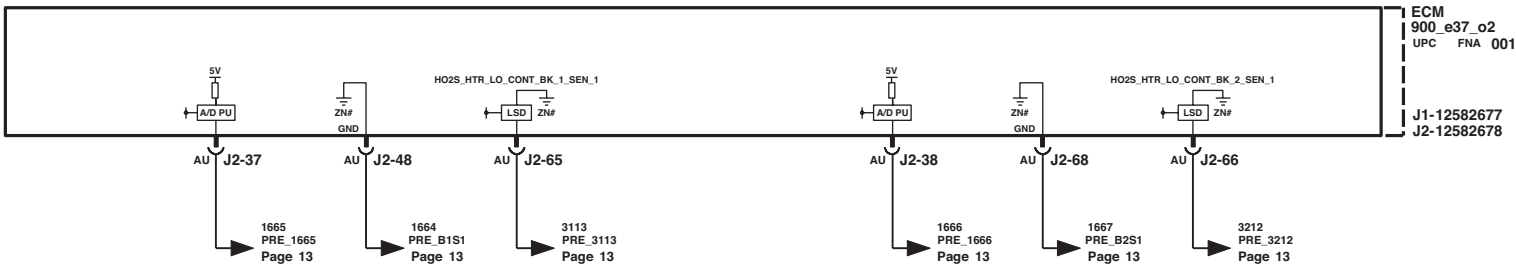 ECM
900_e37_o2
UPC FNA 001
5V
HO2S_HTR_LO_CONT_BK_1_SEN_1
5V
HO2S_HTR_LO_CONT_BK_2_SEN_1
A/D PU
ZN#
LSD
ZN#
A/D PU
ZN#
LSD
ZN#
J1-12582677
GND
GND
J2-12582678
AU J2-37
AU J2-48
AU J2-65
AU J2-38
AU J2-68
AU J2-66
1665
PRE_1665
Page 13
1664
PRE_B1S1
Page 13
3113
PRE_3113
Page 13
1666
PRE_1666
Page 13
1667
PRE_B2S1
Page 13
3212
PRE_3212
Page 13